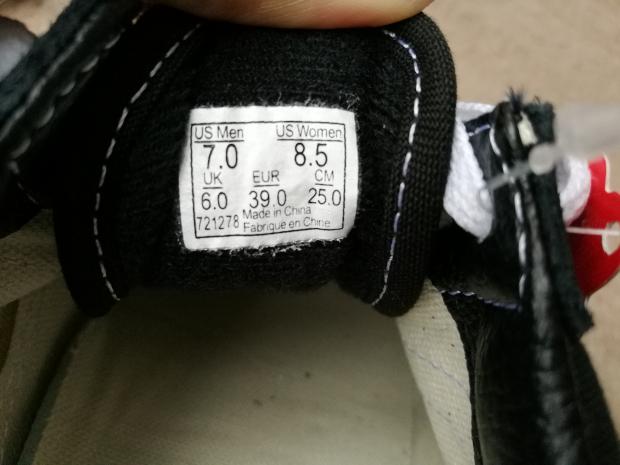 US Men US Women
7.0 8.5
UK EUR CM
6.0 39.0 25.0
721278 Made in China
Fabriqué en Chine